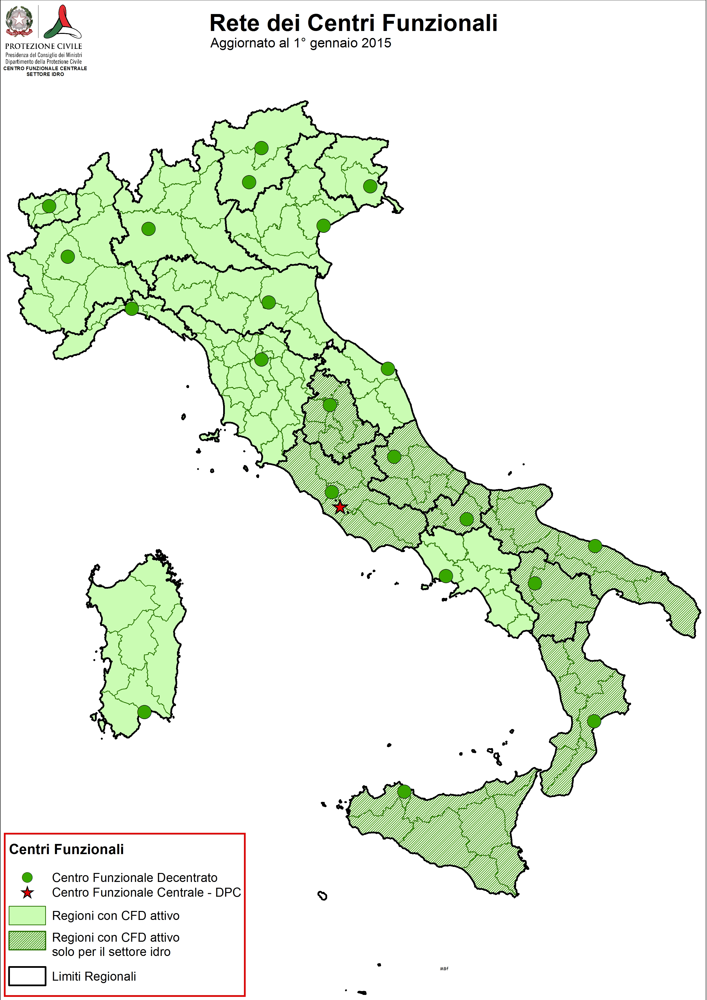 REPUBBLICA ITALIANA
PROTEZIONE CIVILE
Presidenza del Consiglio dei Ministri
Dipartimento della Protezione Civile
CENTRO FUNZIONALE CENTRALE
SETTORE IDRO
Rete dei Centri Funzionali
Aggiornato al 1° gennaio 2015
Centri Funzionali
Centro Funzionale Decentrato
Centro Funzionale Centrale - DPC
Regioni con CFD attivo
Regioni con CFD attivo
solo per il settore idro
Limiti Regionali
MBf